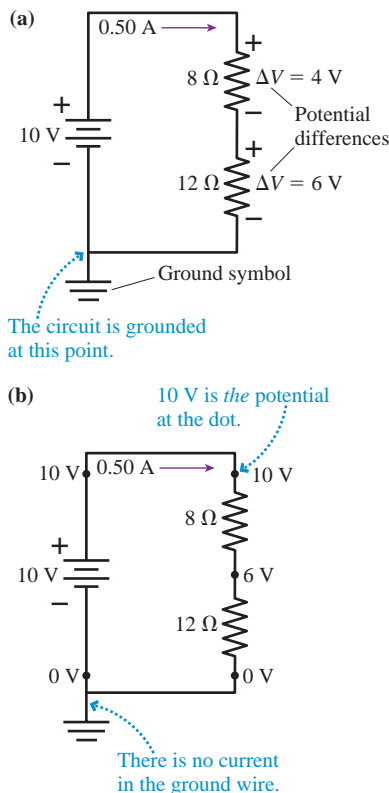 (a)
0.50 A
+
8 Ω
ΔV = 4 V
−
+
10 V
−
Potential
differences
+
12 Ω
ΔV = 6 V
−
Ground symbol
The circuit is grounded
at this point.
(b)
10 V is the potential
at the dot.
10 V
0.50 A
10 V
8 Ω
+
10 V
−
6 V
12 Ω
0 V
0 V
There is no current
in the ground wire.